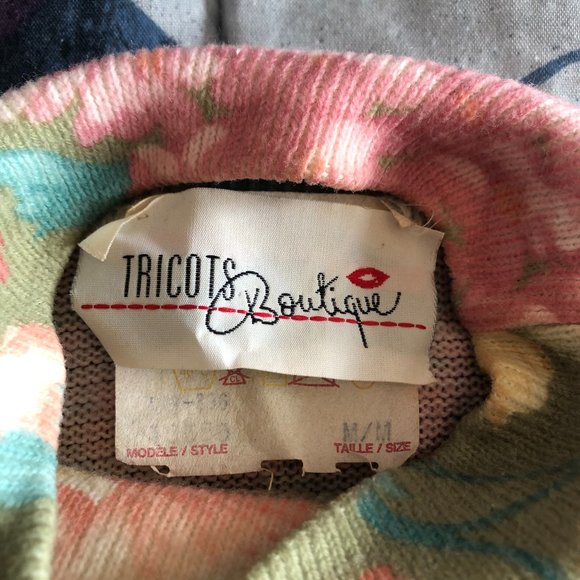 TRICOTS
Boutique
M/M
MODÈLE / STYLE
TAILLE / SIZE